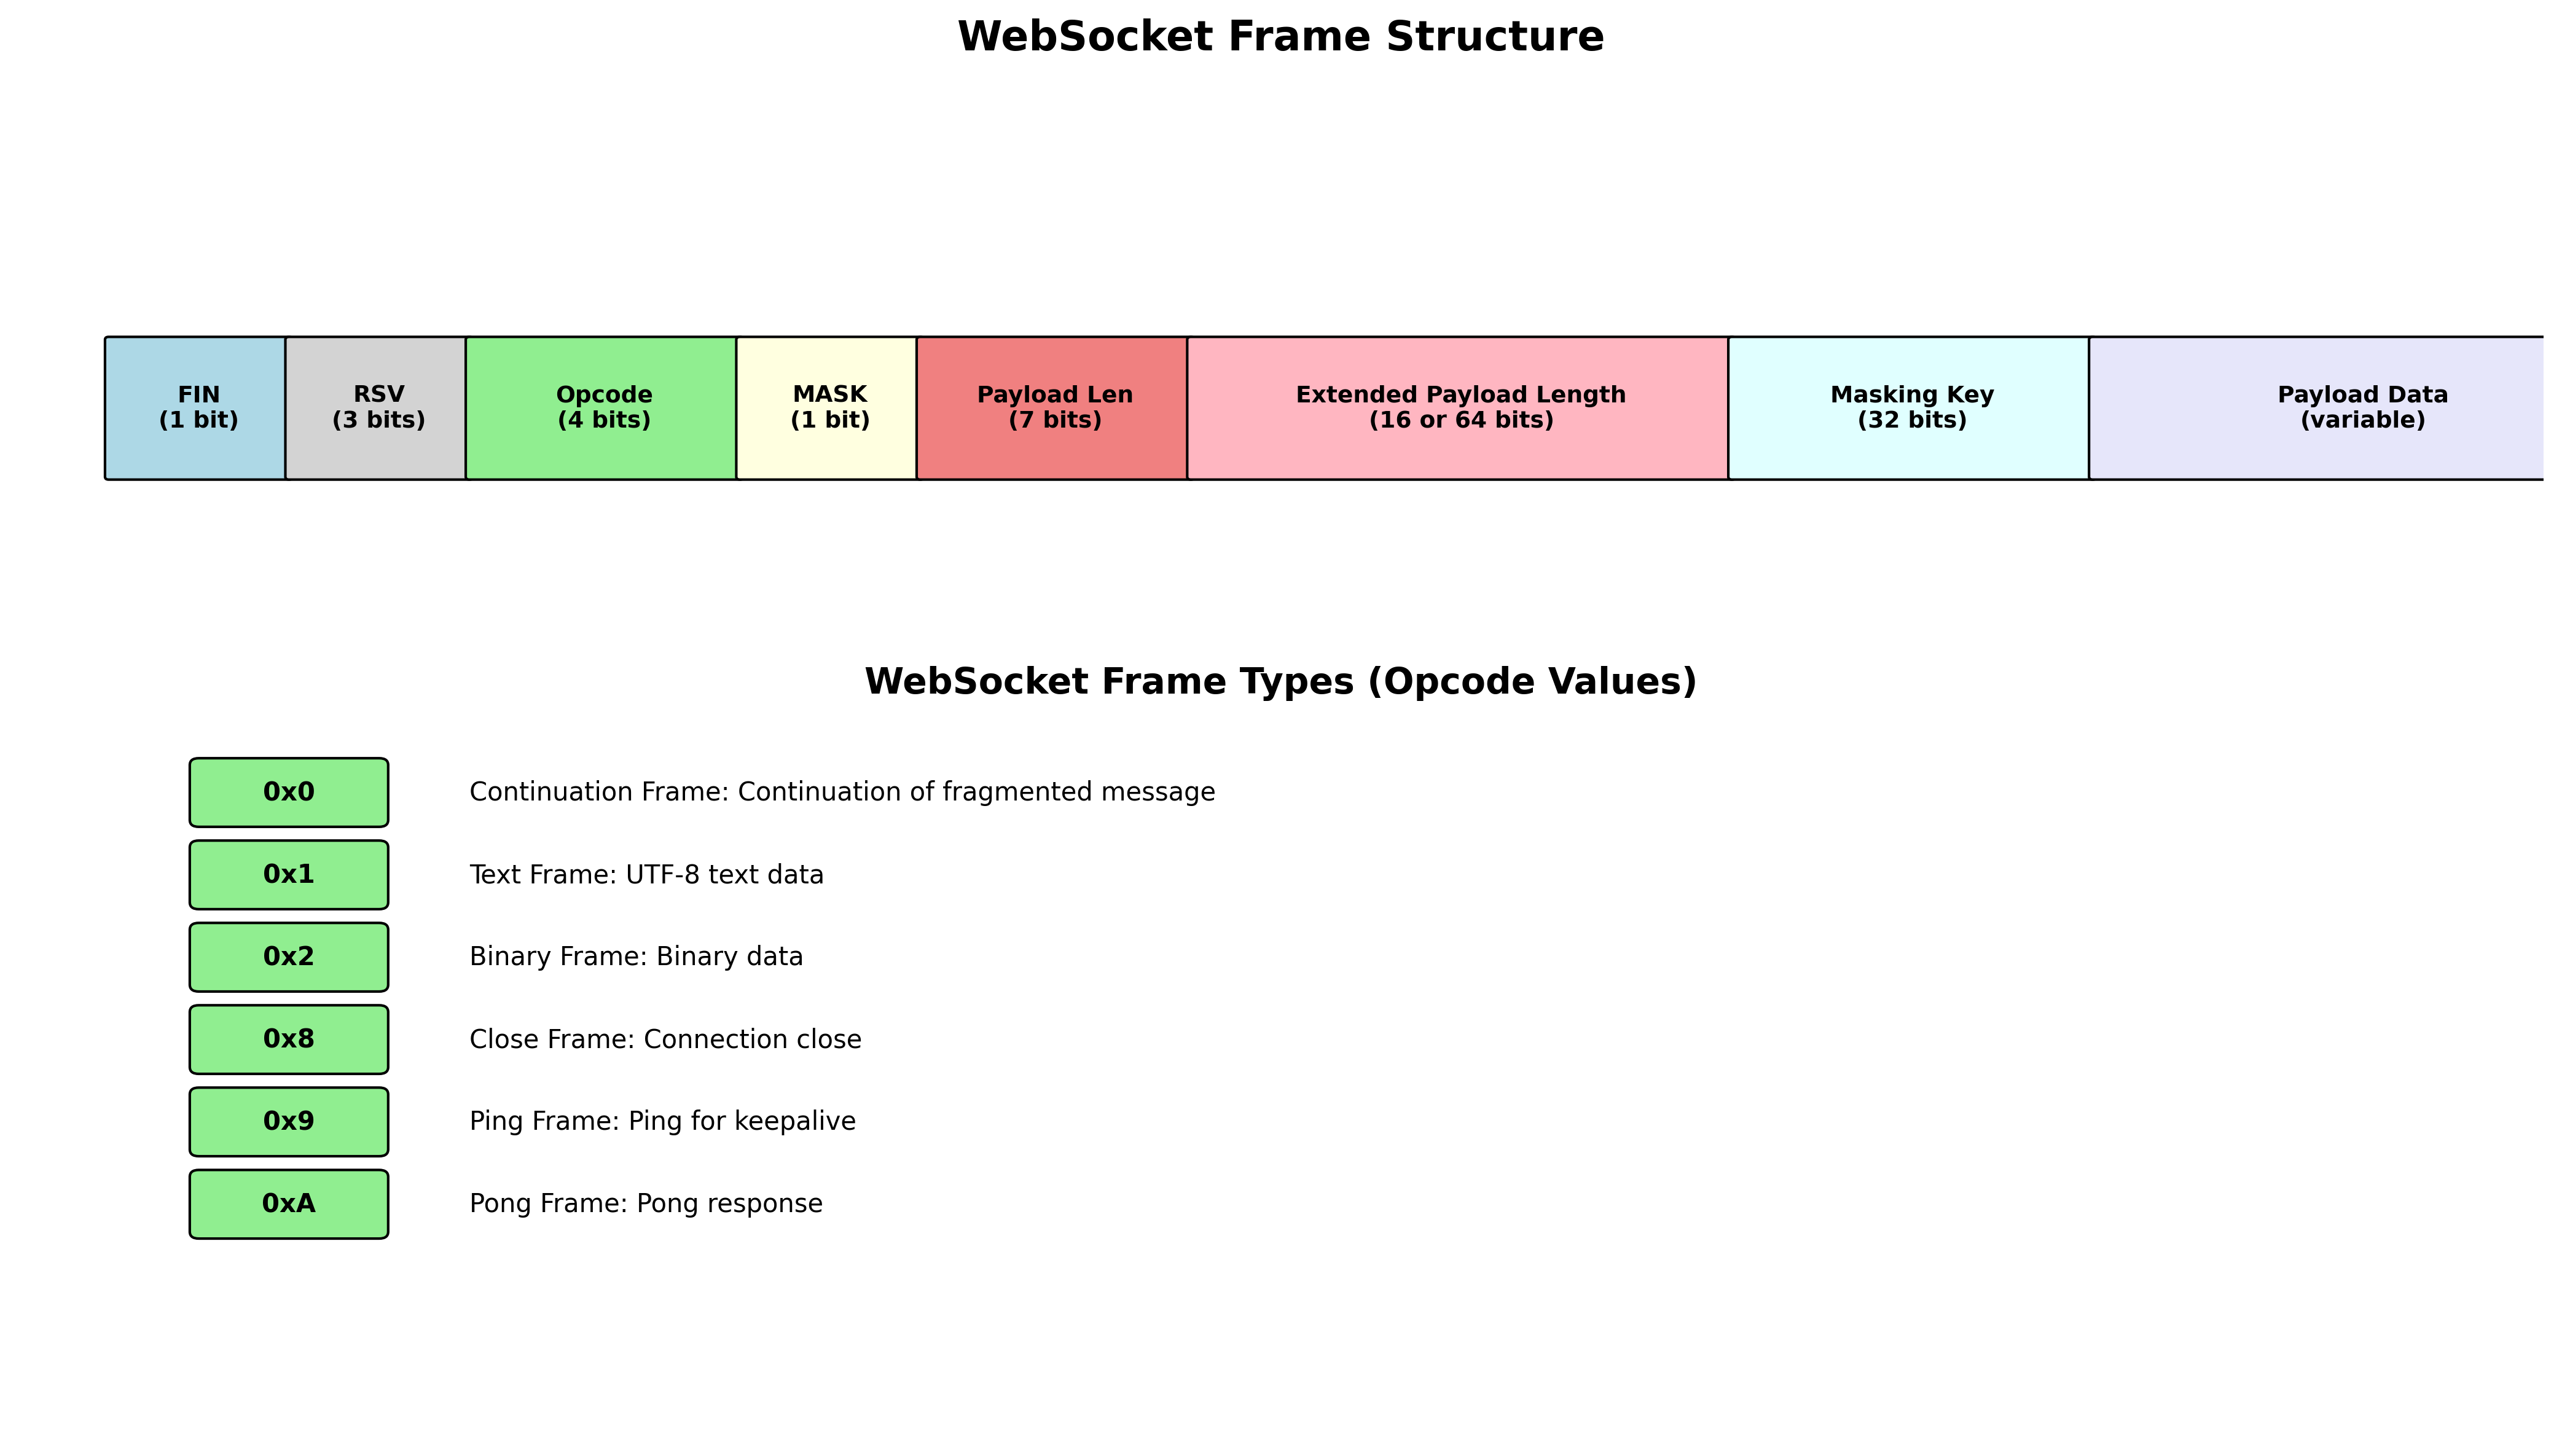 WebSocket Frame Structure
FIN
(1 bit)
RSV
(3 bits)
Opcode
(4 bits)
MASK
(1 bit)
Payload Len
(7 bits)
Extended Payload Length
(16 or 64 bits)
Masking Key
(32 bits)
Payload Data
(variable)
WebSocket Frame Types (Opcode Values)
0x0 Continuation Frame: Continuation of fragmented message
0x1 Text Frame: UTF-8 text data
0x2 Binary Frame: Binary data
0x8 Close Frame: Connection close
0x9 Ping Frame: Ping for keepalive
0xA Pong Frame: Pong response